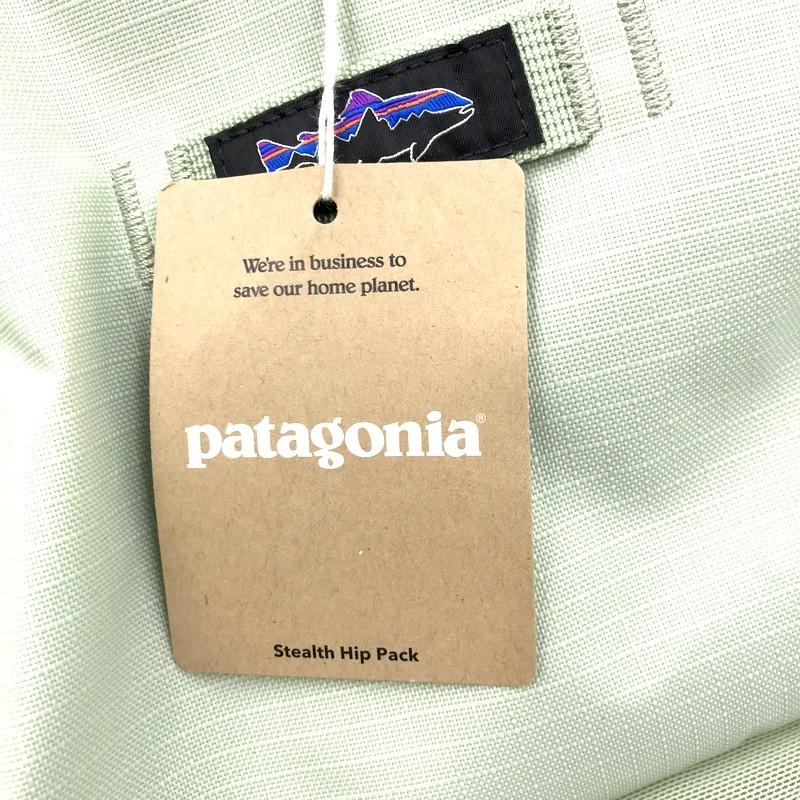 We're in business to
save our home planet.
patagonia®
Stealth Hip Pack